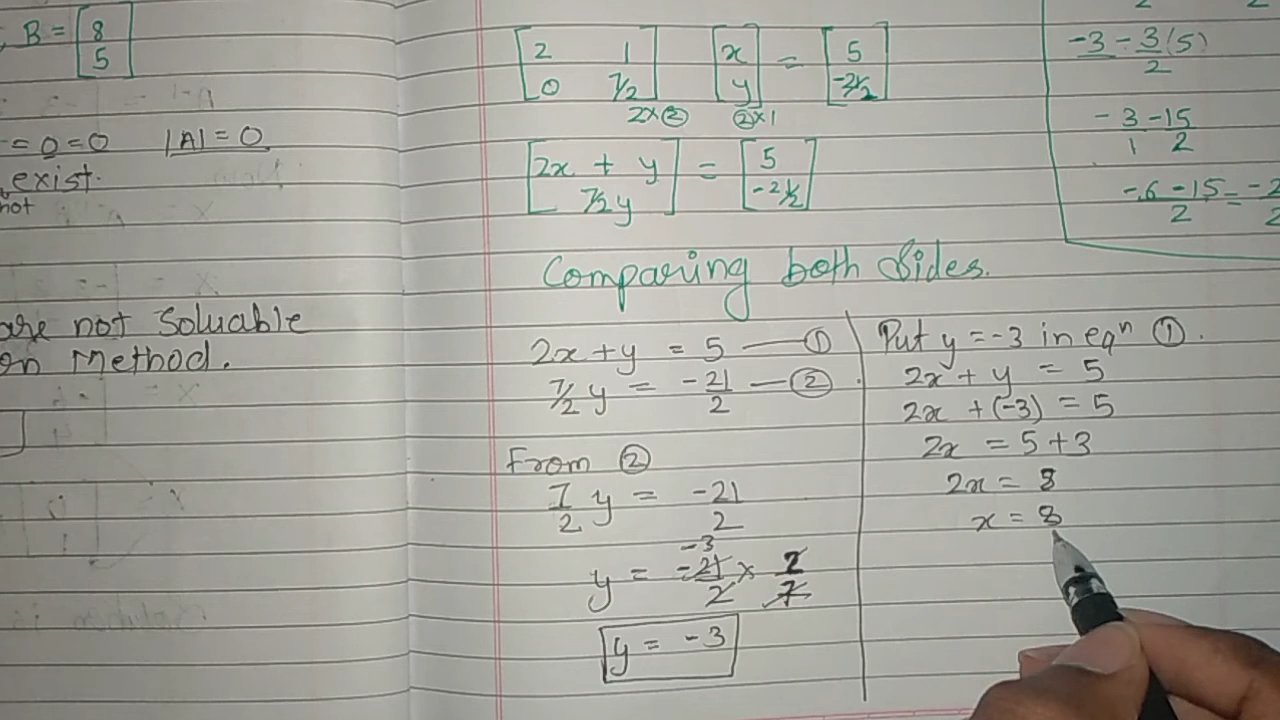 , B = [8
5]
= 0 = 0 |A| = 0
exist.
not
are not Soluable
on Method.
[2 1
0 7/2] [x
y] = [5
-21/2]
2×② ②×1
[2x + y
7/2 y] = [5
-21/2]
Comparing both Sides.
2x + y = 5 — ①
7/2 y = -21/2 — ②
From ②
7/2 y = -21/2
-3
y = -21/2 × 2/7
y = -3
Put y = -3 in eqⁿ ①.
2x + y = 5
2x + (-3) = 5
2x = 5 + 3
2x = 8
x = 8
-3 - 3(5)
2
-3/1 - 15/2
-6 - 15/2 = -2
2